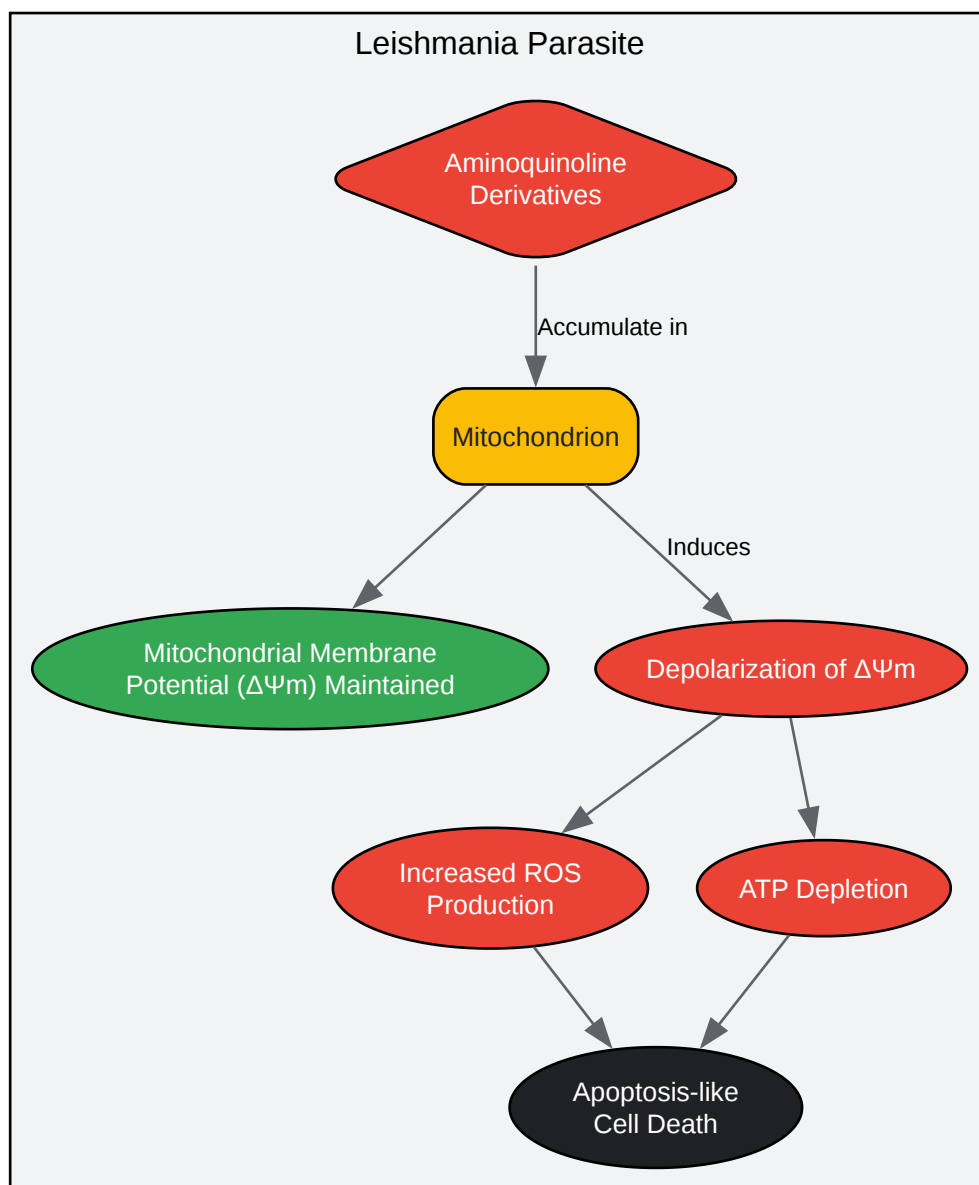 Leishmania Parasite
Aminoquinoline
Derivatives
Accumulate in
Mitochondrion
Induces
Mitochondrial Membrane
Potential (ΔΨm) Maintained
Depolarization of ΔΨm
Increased ROS
Production
ATP Depletion
Apoptosis-like
Cell Death